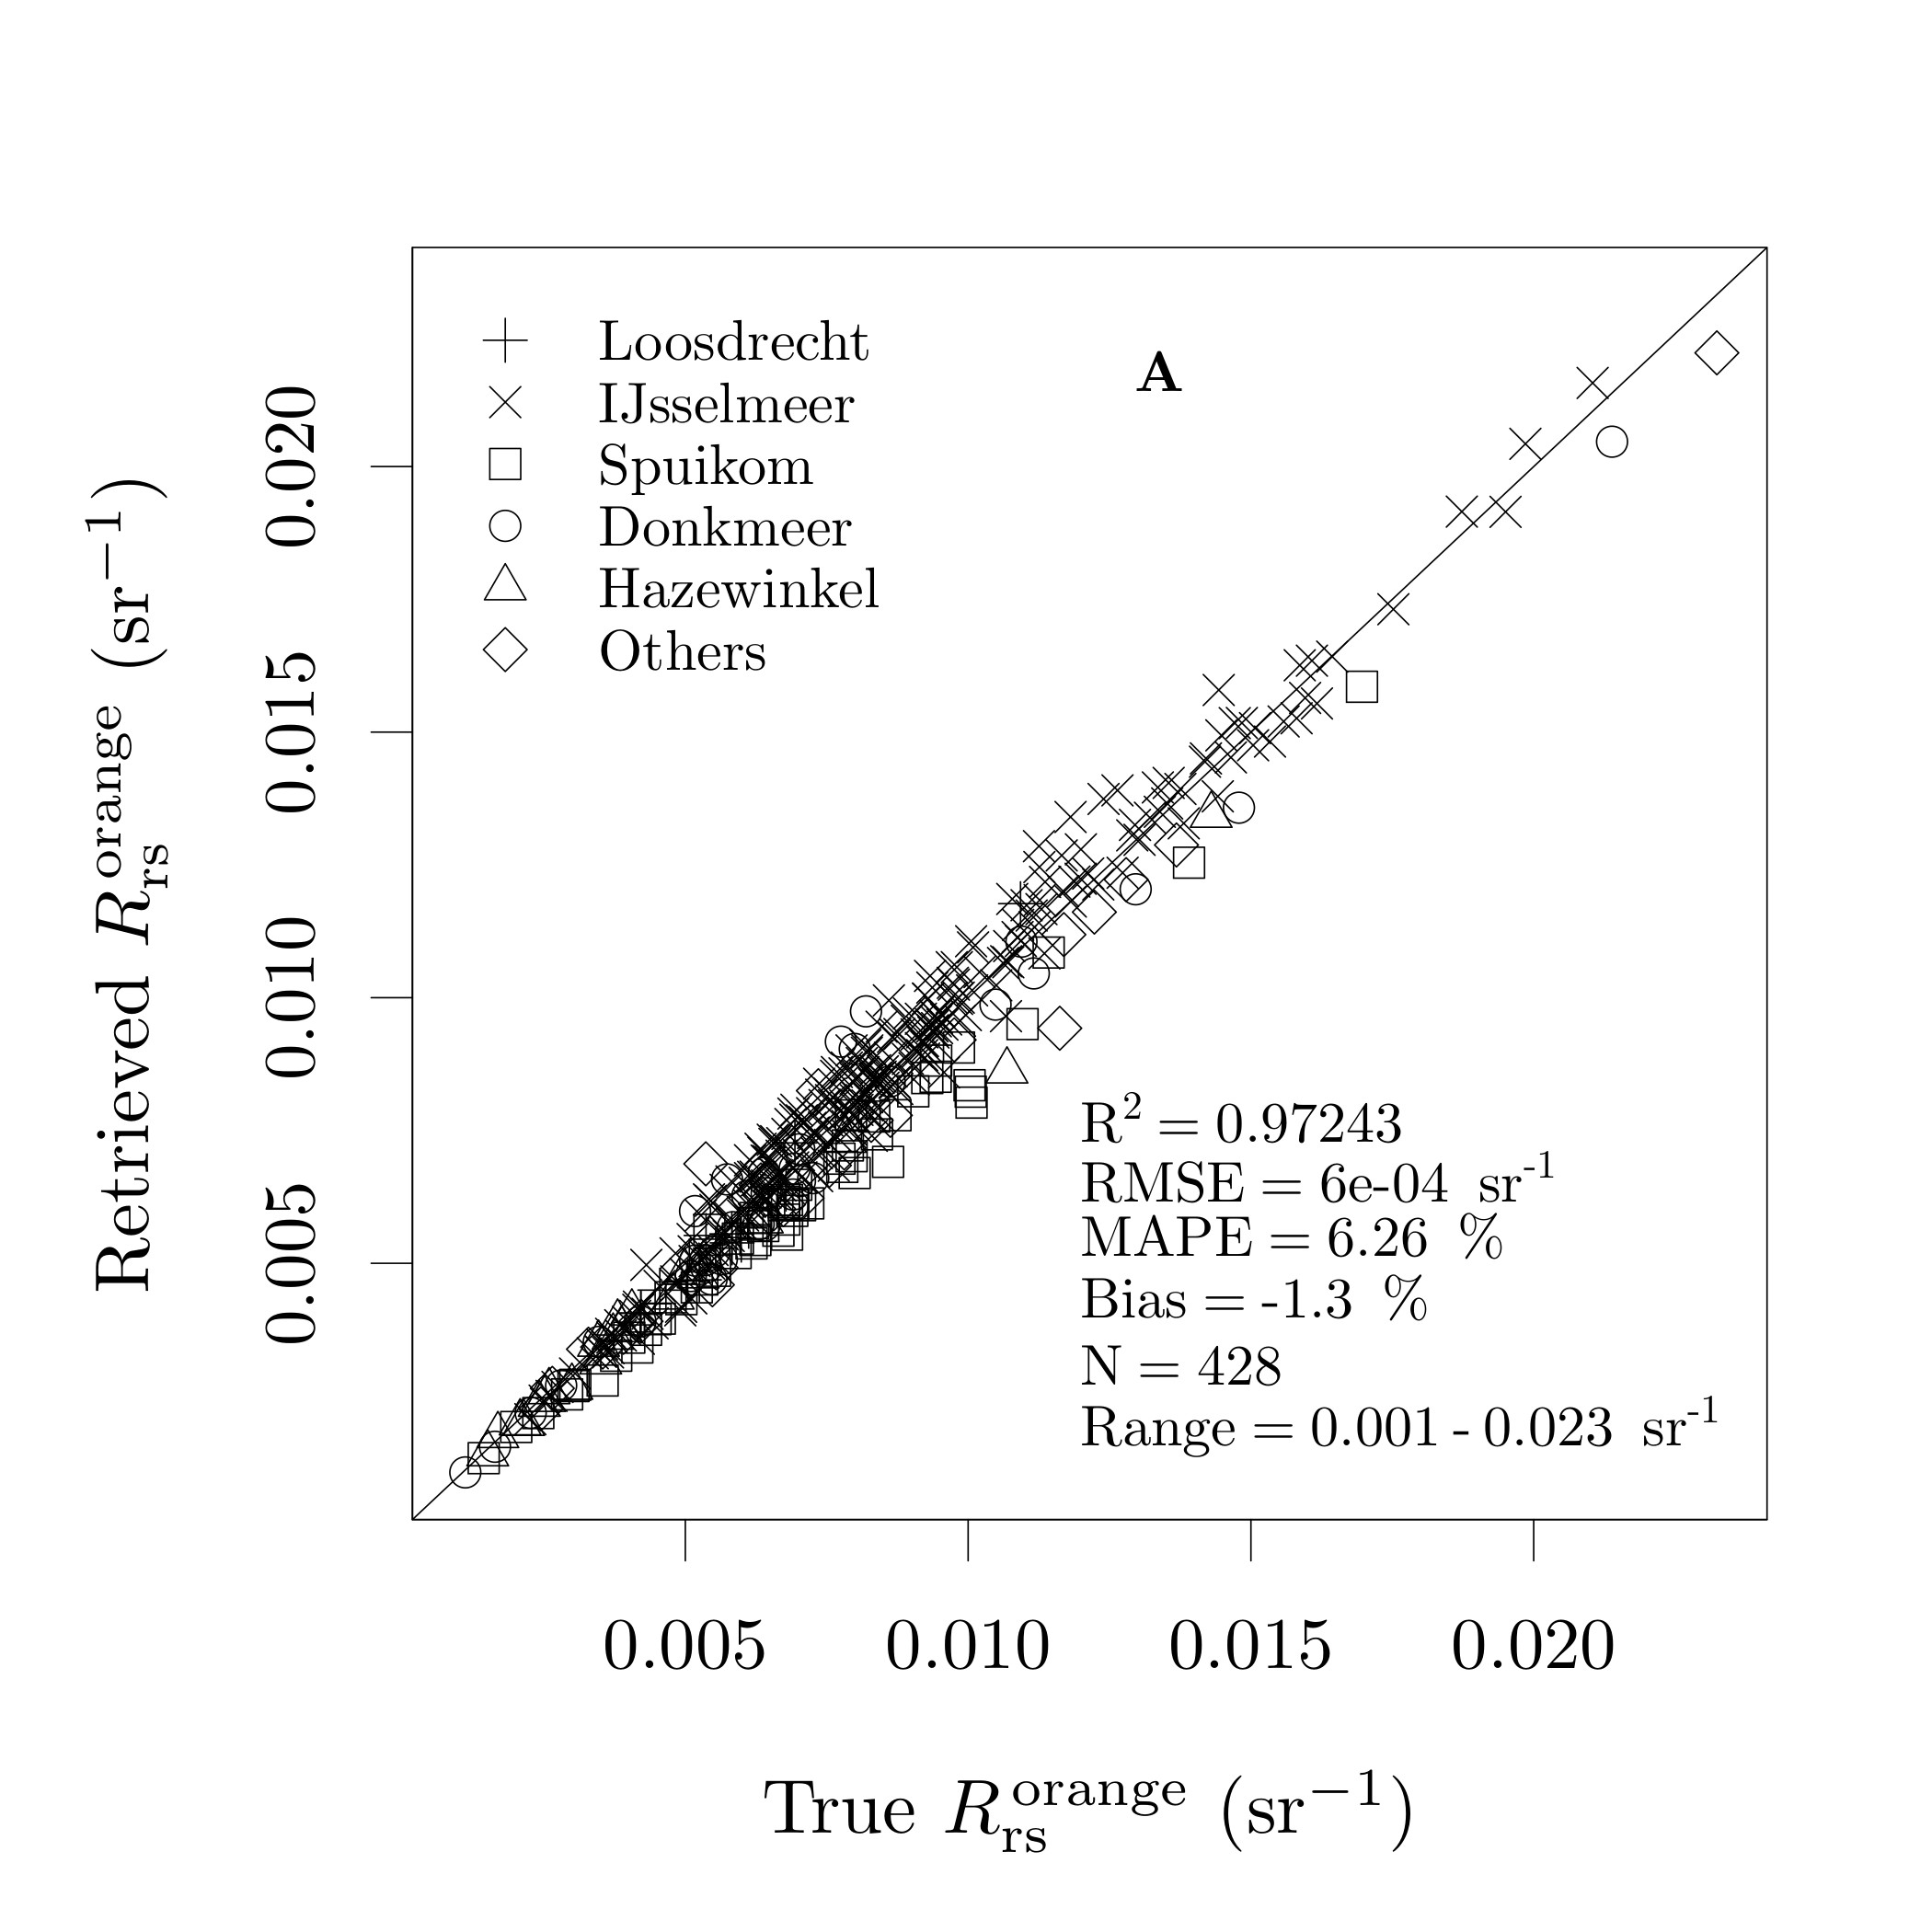 Loosdrecht
IJsselmeer
Spuikom
Donkmeer
Hazewinkel
Others
A
R² = 0.97243
RMSE = 6e-04 sr⁻¹
MAPE = 6.26 %
Bias = -1.3 %
N = 428
Range = 0.001 - 0.023 sr⁻¹
Retrieved R_rs^orange (sr⁻¹)
0.020
0.015
0.010
0.005
0.005 0.010 0.015 0.020
True R_rs^orange (sr⁻¹)